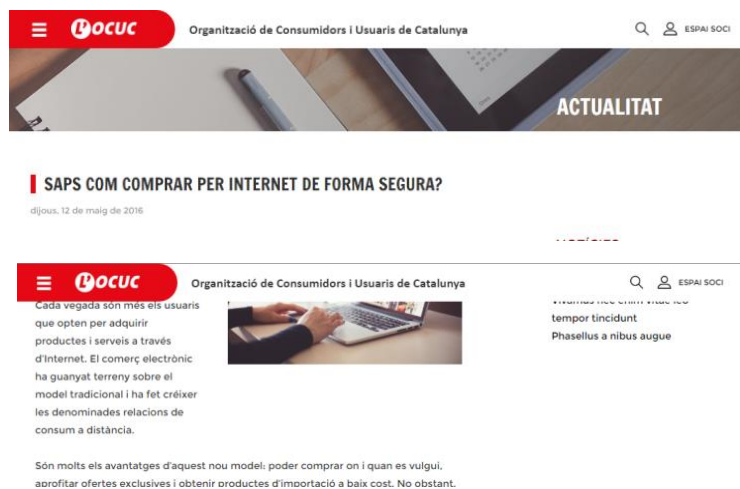 L'OCUC
Organització de Consumidors i Usuaris de Catalunya
ESPAI SOCI
ACTUALITAT
SAPS COM COMPRAR PER INTERNET DE FORMA SEGURA?
dijous, 12 de maig de 2016
L'OCUC
Organització de Consumidors i Usuaris de Catalunya
ESPAI SOCI
Cada vegada són més els usuaris
que opten per adquirir
productes i serveis a través
d'Internet. El comerç electrònic
ha guanyat terreny sobre el
model tradicional i ha fet créixer
les denominades relacions de
consum a distància.
tempor tincidunt
Phasellus a nibus augue
Són molts els avantatges d'aquest nou model: poder comprar on i quan es vulgui,
aprofitar ofertes exclusives i obtenir productes d'importació a baix cost. No obstant,